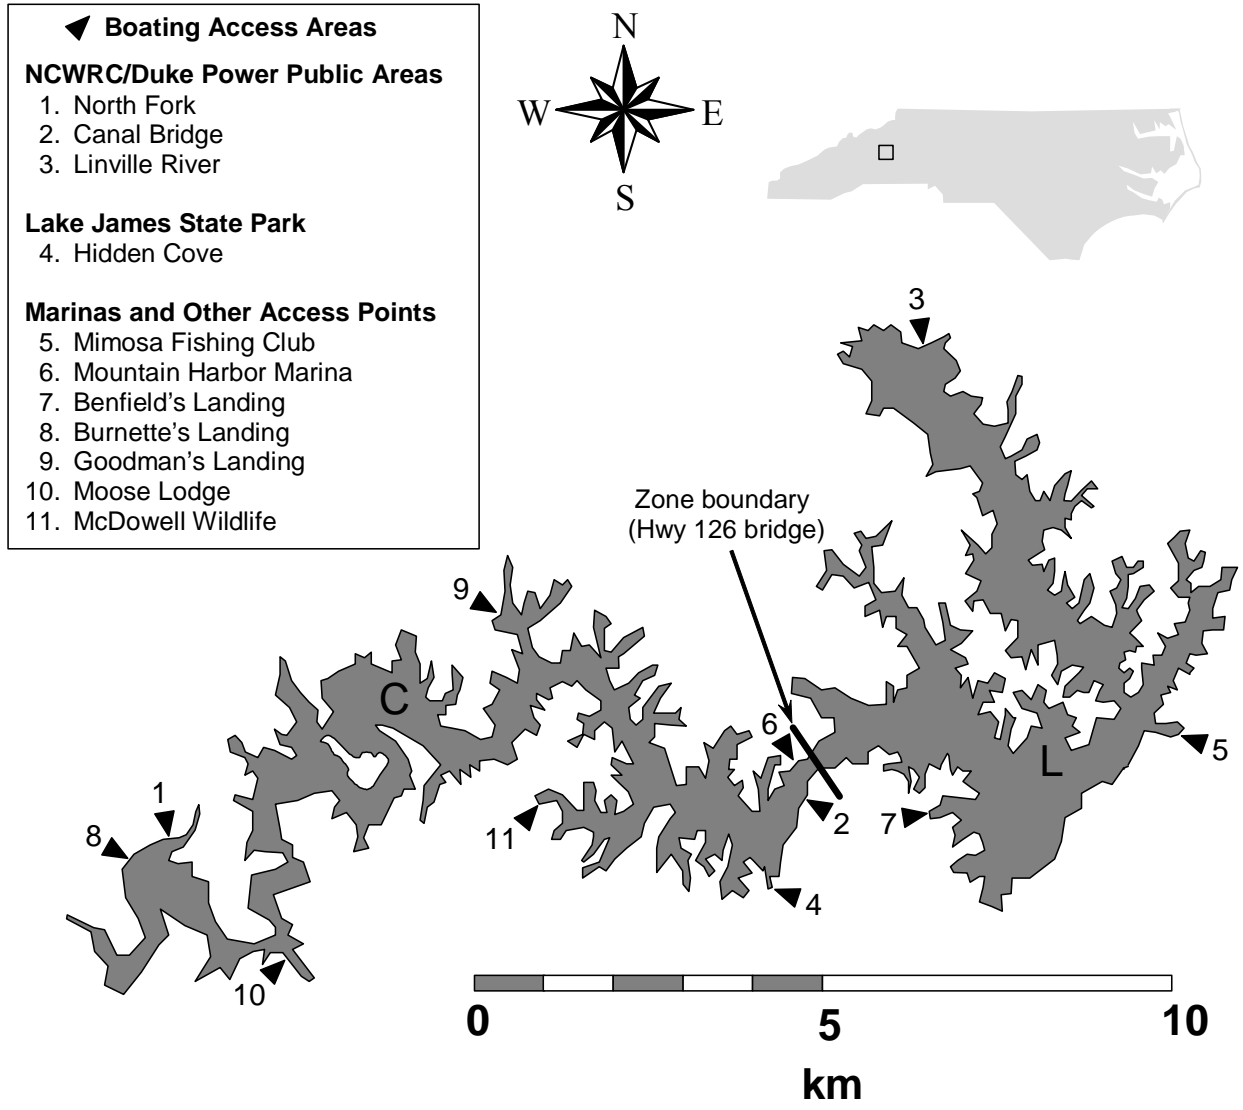 Boating Access Areas
NCWRC/Duke Power Public Areas
1. North Fork
2. Canal Bridge
3. Linville River
Lake James State Park
4. Hidden Cove
Marinas and Other Access Points
5. Mimosa Fishing Club
6. Mountain Harbor Marina
7. Benfield's Landing
8. Burnette's Landing
9. Goodman's Landing
10. Moose Lodge
11. McDowell Wildlife
N
W E
S
3
Zone boundary
(Hwy 126 bridge)
9
C
6
L
5
1
8
11
2
7
4
10
0 5 10
km